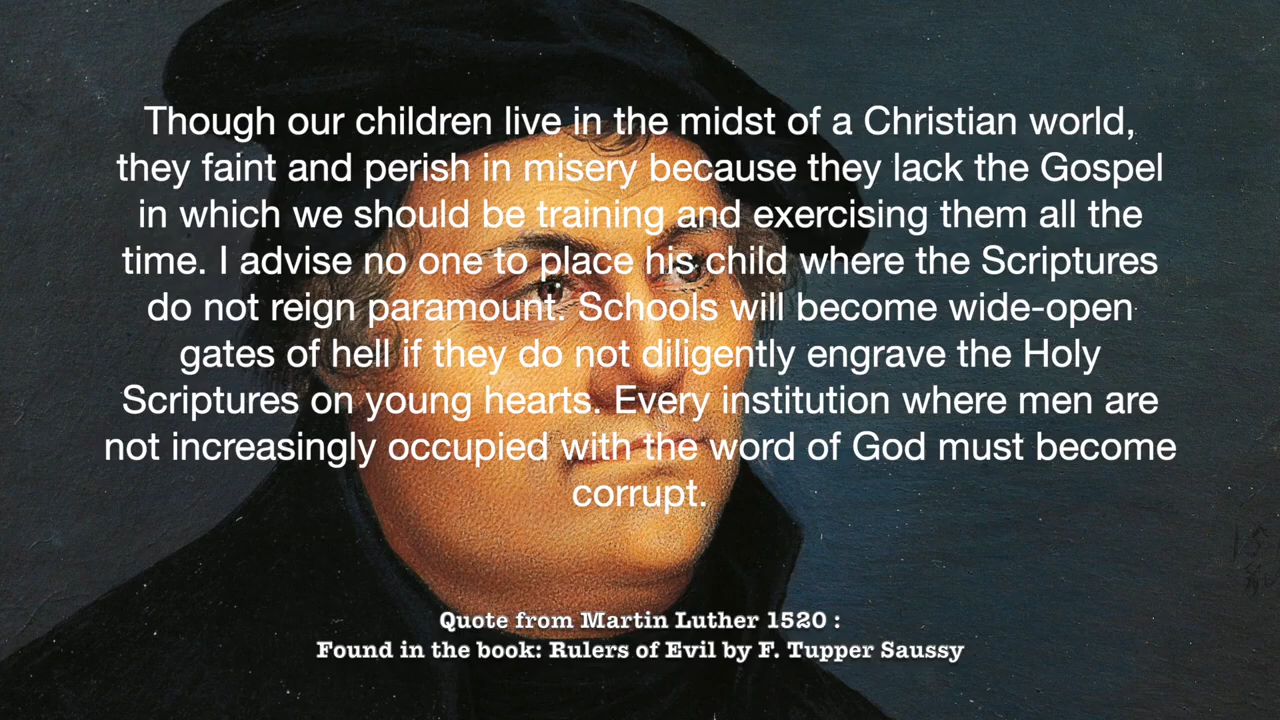 Though our children live in the midst of a Christian world,
they faint and perish in misery because they lack the Gospel
in which we should be training and exercising them all the
time. I advise no one to place his child where the Scriptures
do not reign paramount. Schools will become wide-open
gates of hell if they do not diligently engrave the Holy
Scriptures on young hearts. Every institution where men are
not increasingly occupied with the word of God must become
corrupt.
Quote from Martin Luther 1520 :
Found in the book: Rulers of Evil by F. Tupper Saussy